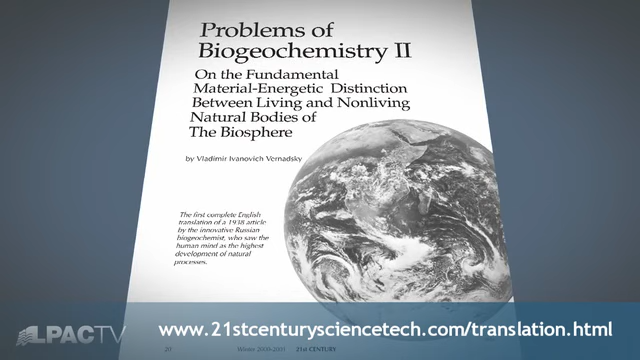 Problems of
Biogeochemistry II
On the Fundamental
Material-Energetic Distinction
Between Living and Nonliving
Natural Bodies of
The Biosphere
by Vladimir Ivanovich Vernadsky
The first complete English
translation of a 1938 article
by the innovative Russian
biogeochemist, who saw the
human mind as the highest
development of natural
processes.
LPACTV
www.21stcenturysciencetech.com/translation.html
20 Winter 2000-2001 21st CENTURY